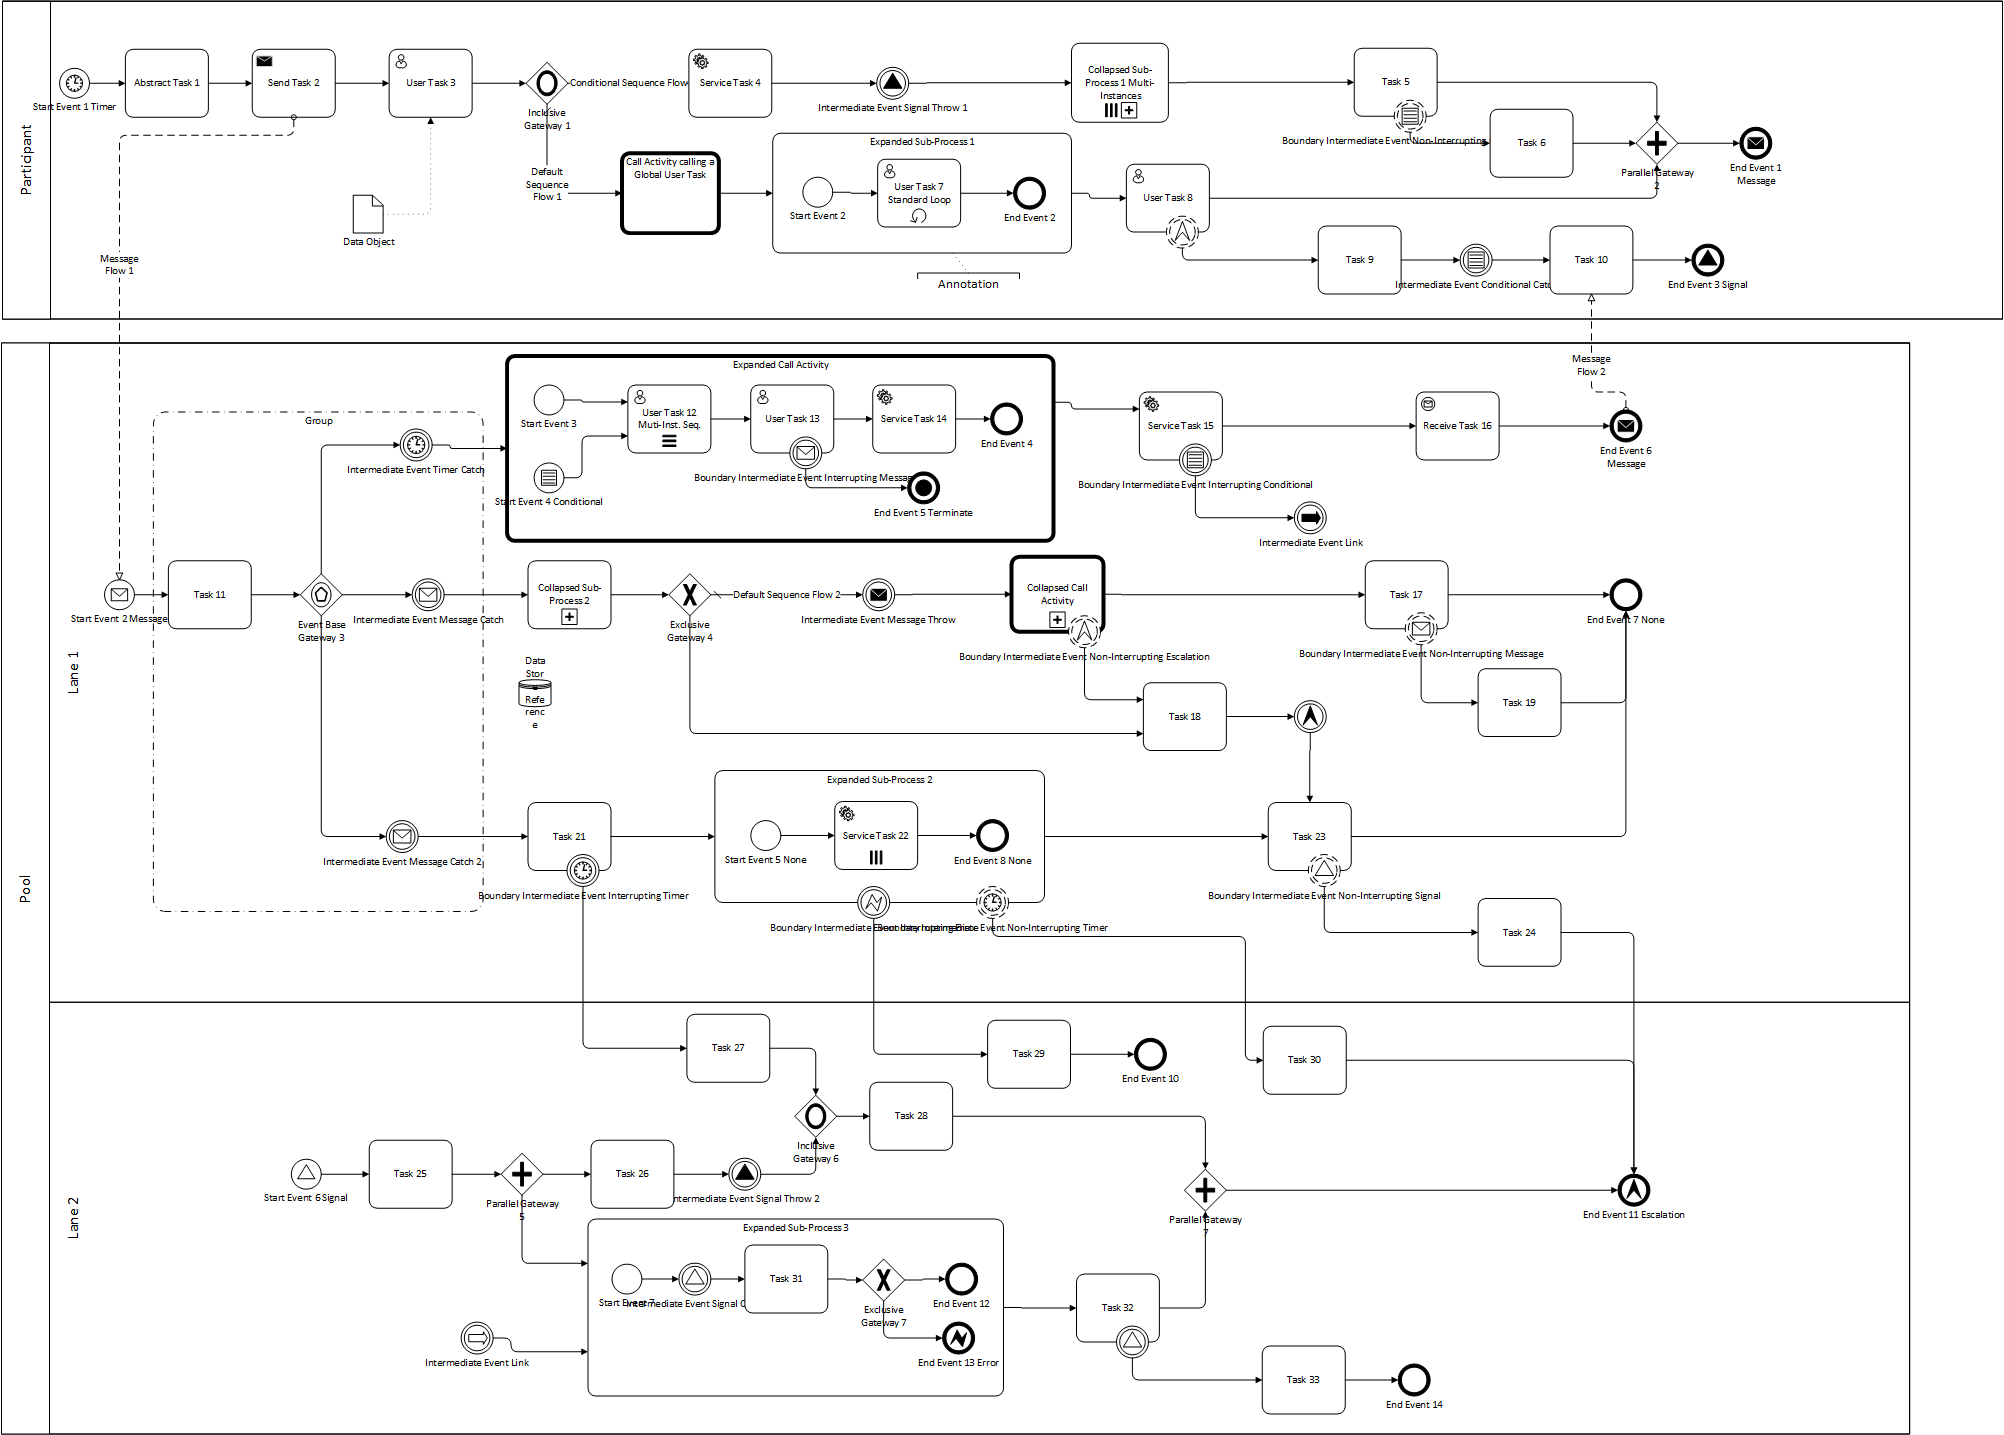 Participant
Start Event 1 Timer
Abstract Task 1
Send Task 2
User Task 3
Inclusive
Gateway 1
Conditional Sequence Flow
Service Task 4
Intermediate Event Signal Throw 1
Collapsed Sub-
Process 1 Multi-
Instances
Task 5
Boundary Intermediate Event Non-Interrupting
Task 6
Parallel Gateway
2
End Event 1
Message
Default
Sequence
Flow 1
Call Activity calling a
Global User Task
Expanded Sub-Process 1
Start Event 2
User Task 7
Standard Loop
End Event 2
User Task 8
Data Object
Message
Flow 1
Annotation
Task 9
Intermediate Event Conditional Catc
Task 10
End Event 3 Signal
Message
Flow 2
Pool
Lane 1
Group
Expanded Call Activity
Start Event 3
User Task 12
Muti-Inst. Seq.
User Task 13
Service Task 14
End Event 4
Intermediate Event Timer Catch
Start Event 4 Conditional
Boundary Intermediate Event Interrupting Messag
End Event 5 Terminate
Service Task 15
Boundary Intermediate Event Interrupting Conditional
Receive Task 16
End Event 6
Message
Intermediate Event Link
Start Event 2 Message
Task 11
Event Base
Gateway 3
Intermediate Event Message Catch
Collapsed Sub-
Process 2
Exclusive
Gateway 4
Default Sequence Flow 2
Intermediate Event Message Throw
Collapsed Call
Activity
Boundary Intermediate Event Non-Interrupting Escalation
Task 17
Boundary Intermediate Event Non-Interrupting Message
End Event 7 None
Data
Stor
e
Refe
renc
e
Task 18
Task 19
Expanded Sub-Process 2
Intermediate Event Message Catch 2
Task 21
Boundary Intermediate Event Interrupting Timer
Start Event 5 None
Service Task 22
End Event 8 None
Task 23
Boundary Intermediate Event Non-Interrupting Signal
Boundary Intermediate Event Non-Interrupting Timer
Task 24
Lane 2
Task 27
Task 29
End Event 10
Task 30
Inclusive
Gateway 6
Task 28
Start Event 6 Signal
Task 25
Parallel Gateway
5
Task 26
ntermediate Event Signal Throw 2
Parallel Gateway
7
End Event 11 Escalation
Expanded Sub-Process 3
Start Event 7
Intermediate Event Signal C
Task 31
Exclusive
Gateway 7
End Event 12
End Event 13 Error
Intermediate Event Link
Task 32
Task 33
End Event 14